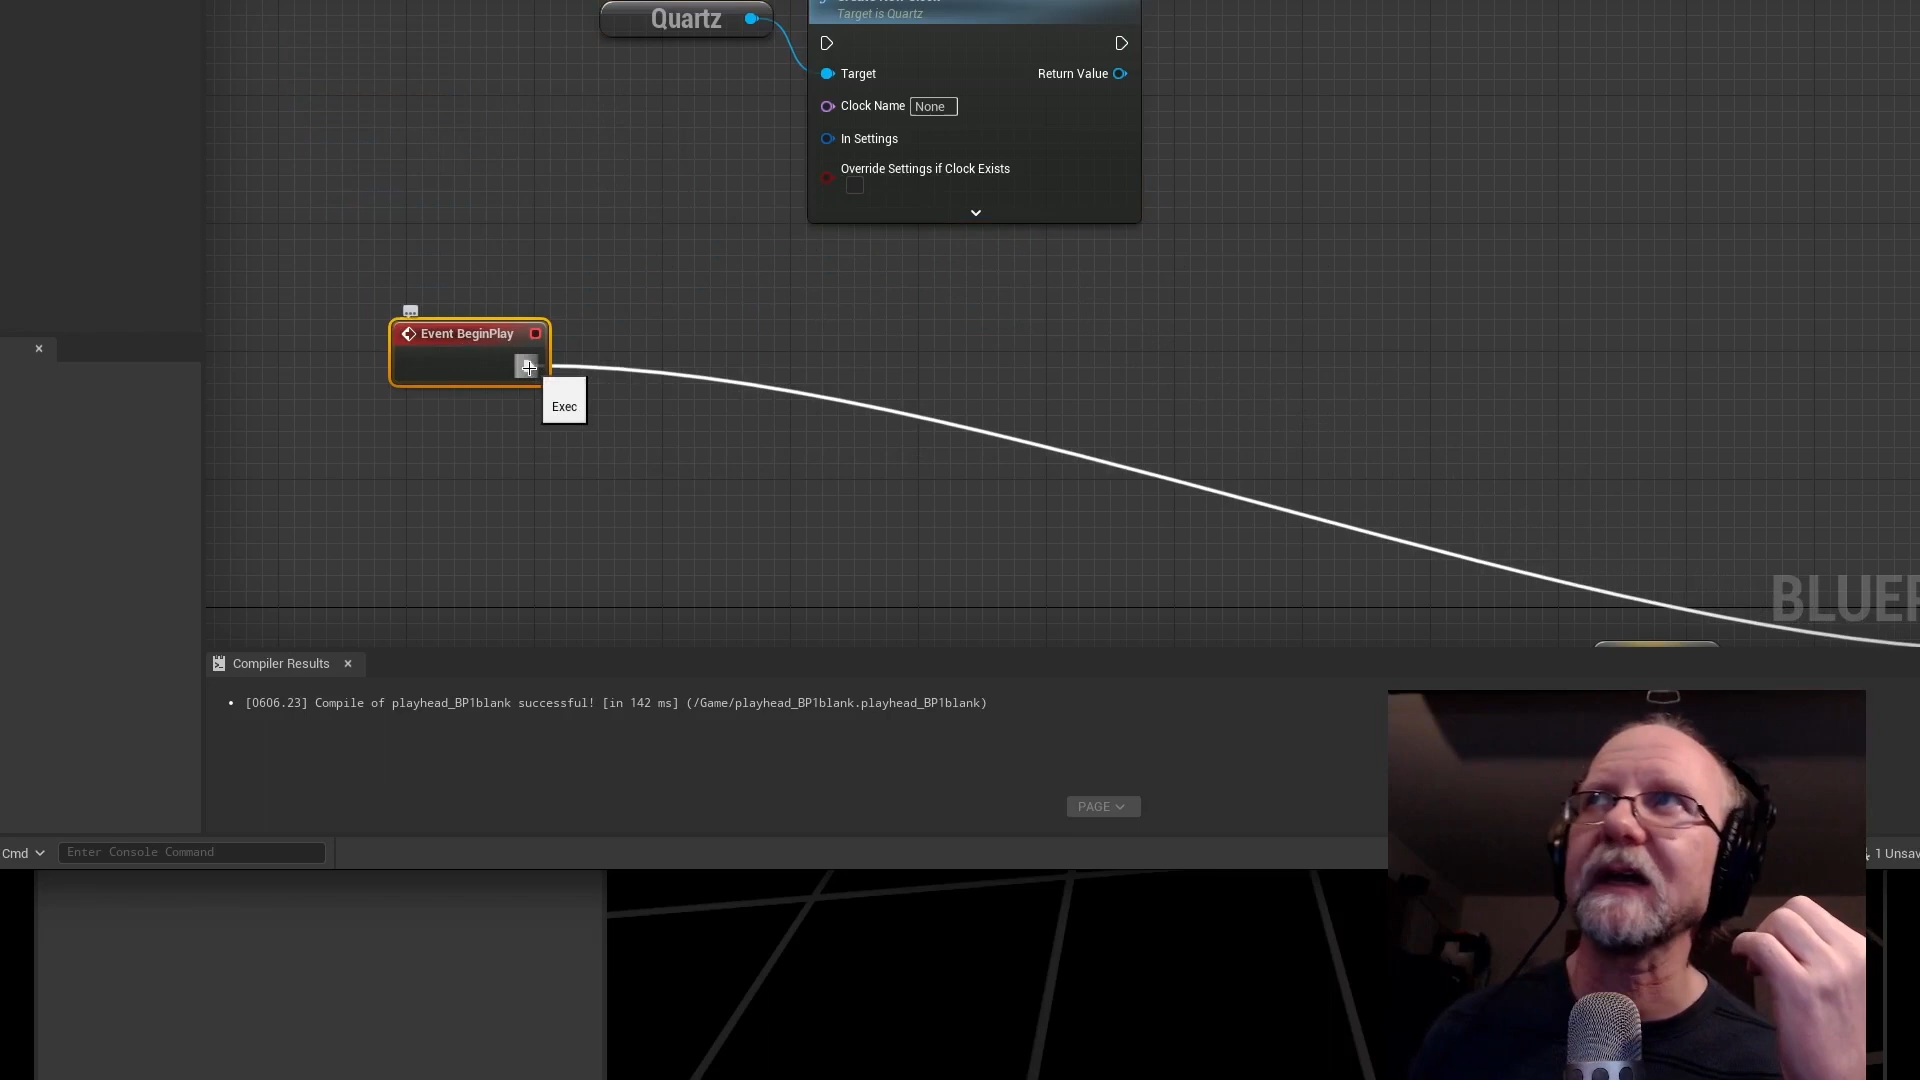 Quartz
Target is Quartz
Target
Return Value
Clock Name
None
In Settings
Override Settings if Clock Exists
Event BeginPlay
Exec
BLUEP
Compiler Results
[0606.23] Compile of playhead_BP1blank successful! [in 142 ms] (/Game/playhead_BP1blank.playhead_BP1blank)
PAGE
Cmd
Enter Console Command
1 Unsav